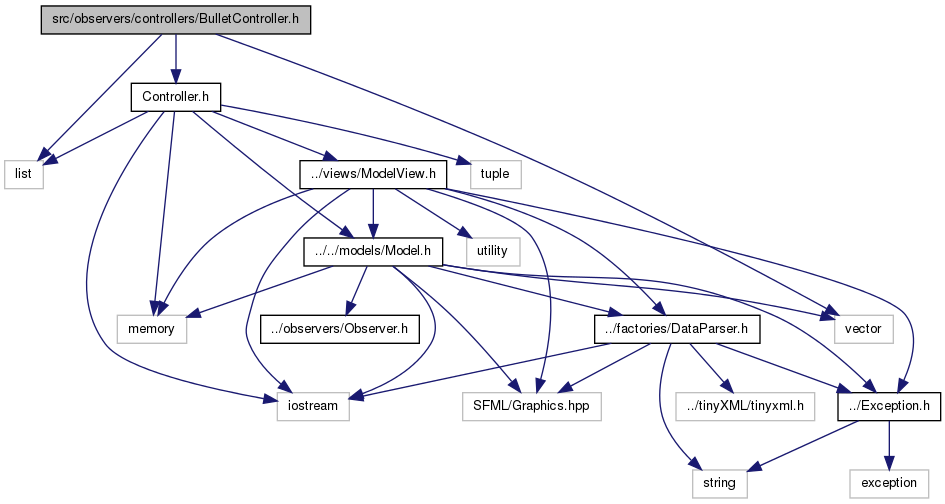 src/observers/controllers/BulletController.h
Controller.h
list
../views/ModelView.h
tuple
../../models/Model.h
utility
memory
../observers/Observer.h
../factories/DataParser.h
vector
iostream
SFML/Graphics.hpp
../tinyXML/tinyxml.h
../Exception.h
string
exception